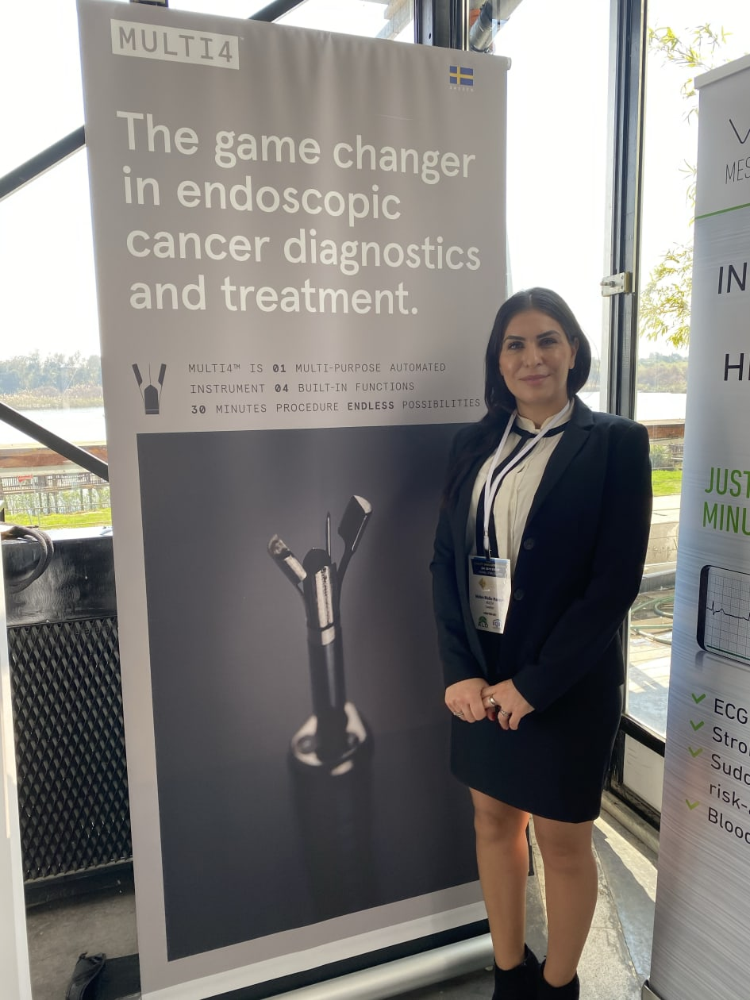 MULTI4™
SWEDEN
The game changer
in endoscopic
cancer diagnostics
and treatment.
MULTI4™ IS 01 MULTI-PURPOSE AUTOMATED
INSTRUMENT 04 BUILT-IN FUNCTIONS
30 MINUTES PROCEDURE ENDLESS POSSIBILITIES
MES
IN
H
JUST
MINU
ECG
Stro
Sudd
risk-
Blood